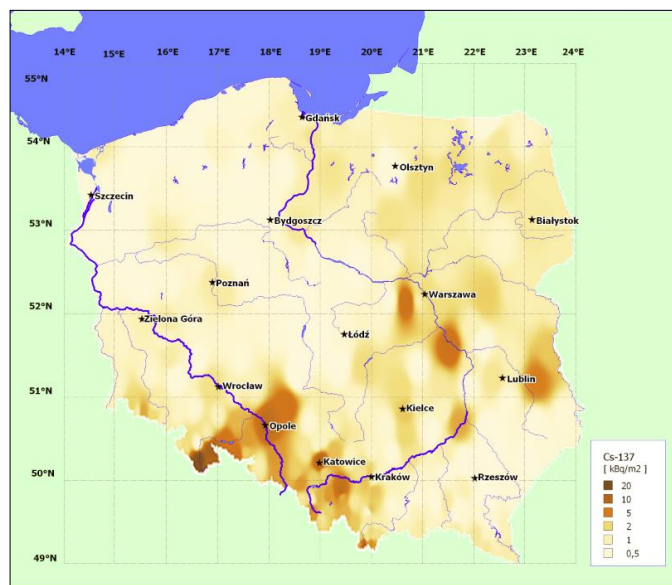 14°E 15°E 16°E 17°E 18°E 19°E 20°E 21°E 22°E 23°E 24°E
55°N
54°N
Gdańsk
Olsztyn
Szczecin
53°N
Bydgoszcz
Białystok
Poznań
Warszawa
52°N
Zielona Góra
Łódź
51°N
Wrocław
Lublin
Kielce
Opole
50°N
Katowice
Kraków
Rzeszów
49°N
Cs-137
[ kBq/m2 ]
20
10
5
2
1
0,5